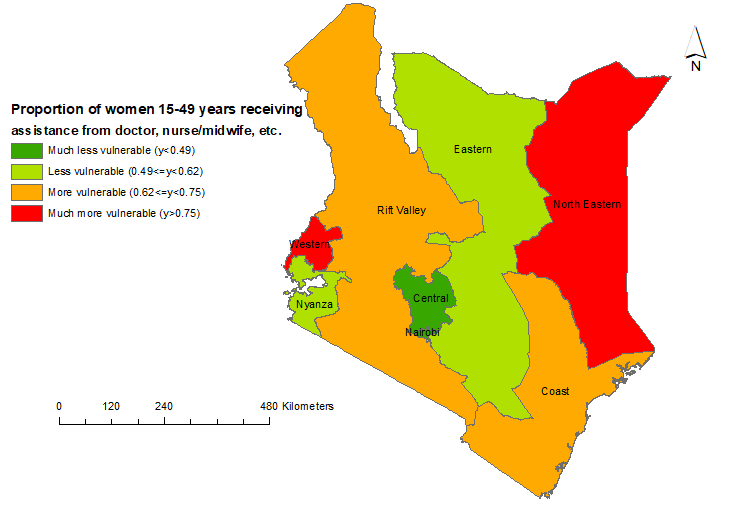 N
Proportion of women 15-49 years receiving
assistance from doctor, nurse/midwife, etc.
Much less vulnerable (y<0.49)
Less vulnerable (0.49<=y<0.62)
More vulnerable (0.62<=y<0.75)
Much more vulnerable (y>0.75)
Eastern
North Eastern
Rift Valley
Western
Central
Nyanza
Nairobi
Coast
0 120 240 480 Kilometers